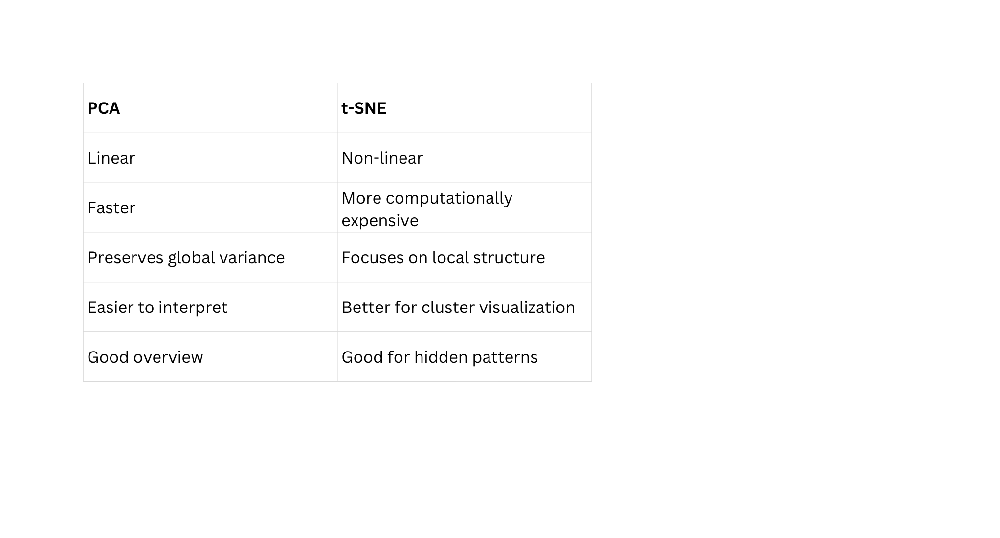 PCA
t-SNE
Linear
Non-linear
Faster
More computationally
expensive
Preserves global variance
Focuses on local structure
Easier to interpret
Better for cluster visualization
Good overview
Good for hidden patterns